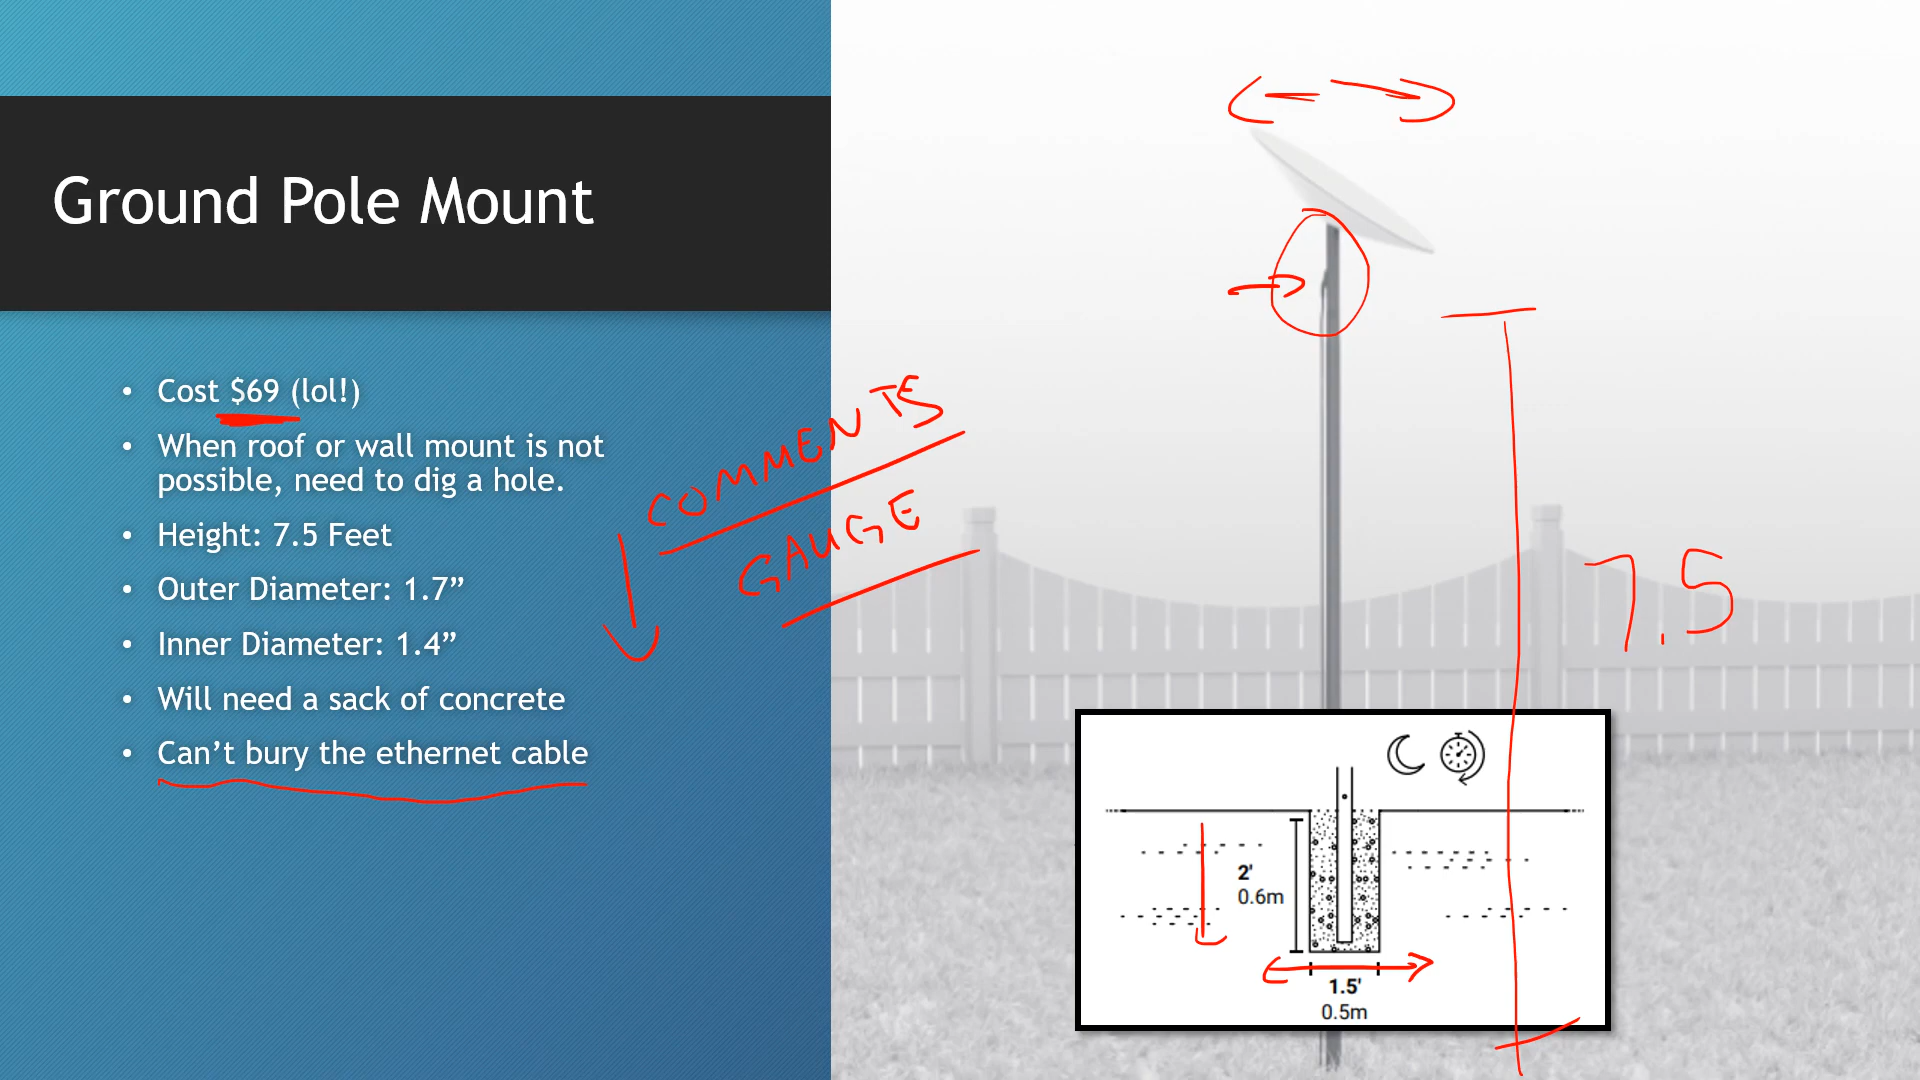 Ground Pole Mount
• Cost $69 (lol!)
• When roof or wall mount is not
possible, need to dig a hole.
• Height: 7.5 Feet
• Outer Diameter: 1.7”
• Inner Diameter: 1.4”
• Will need a sack of concrete
• Can’t bury the ethernet cable
COMMENTS
GAUGE
7.5
2'
0.6m
1.5'
0.5m